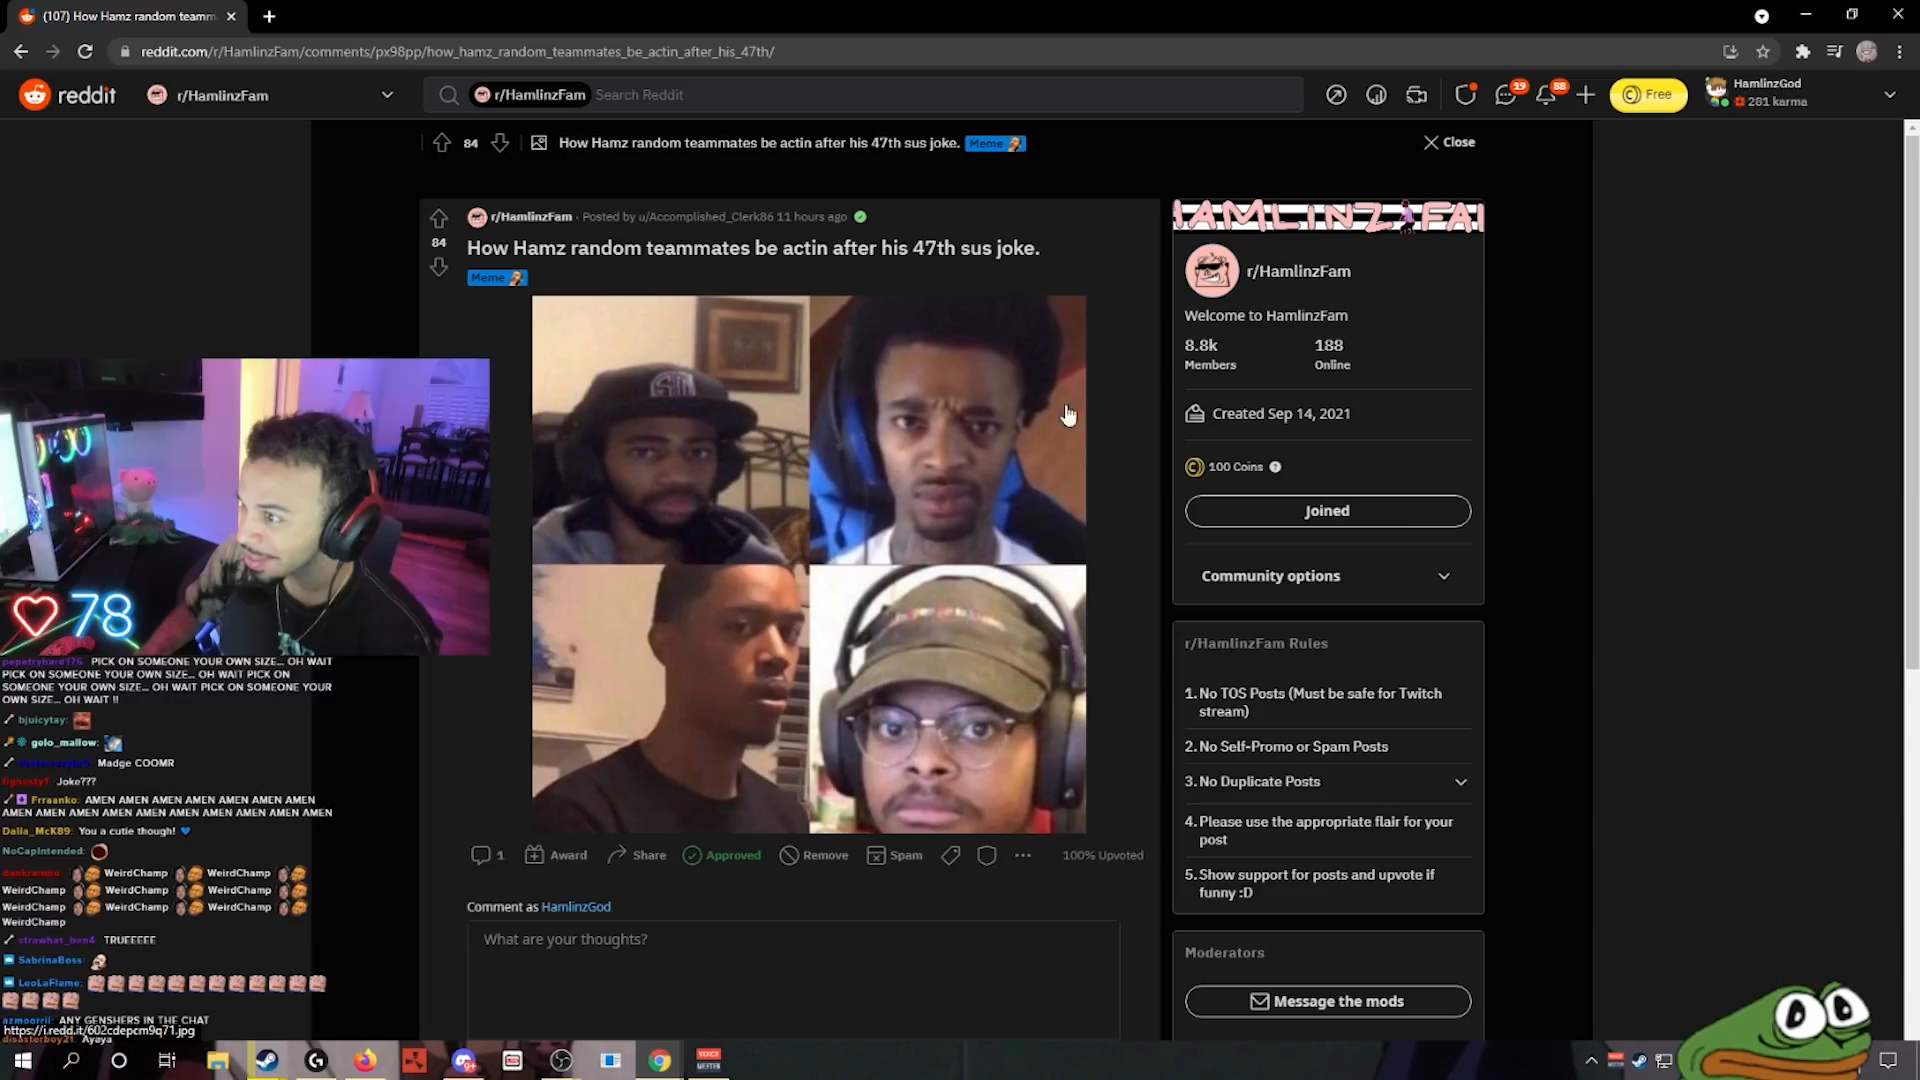 (107) How Hamz random teamm
reddit.com/r/HamlinzFam/comments/px98pp/how_hamz_random_teammates_be_actin_after_his_47th/
reddit
r/HamlinzFam
r/HamlinzFam
Search Reddit
19
88
Free
HamlinzGod
281 karma
84
How Hamz random teammates be actin after his 47th sus joke.
Meme
Close
r/HamlinzFam · Posted by u/Accomplished_Clerk86 11 hours ago
84
How Hamz random teammates be actin after his 47th sus joke.
Meme
1
Award
Share
Approved
Remove
Spam
100% Upvoted
Comment as HamlinzGod
What are your thoughts?
HAMLINZ FAM
r/HamlinzFam
Welcome to HamlinzFam
8.8k
188
Members
Online
Created Sep 14, 2021
100 Coins
Joined
Community options
r/HamlinzFam Rules
1. No TOS Posts (Must be safe for Twitch
stream)
2. No Self-Promo or Spam Posts
3. No Duplicate Posts
4. Please use the appropriate flair for your
post
5. Show support for posts and upvote if
funny :D
Moderators
Message the mods
78
PICK ON SOMEONE YOUR OWN SIZE... OH WAIT
PICK ON SOMEONE YOUR OWN SIZE... OH WAIT PICK ON
SOMEONE YOUR OWN SIZE... OH WAIT PICK ON SOMEONE YOUR
OWN SIZE... OH WAIT !!
bjuicytay:
gelo_mallow:
Madge COOMR
Joke???
Frraanko: AMEN AMEN AMEN AMEN AMEN AMEN AMEN
AMEN AMEN AMEN AMEN AMEN AMEN AMEN AMEN AMEN
Dalia_McK89: You a cutie though!
NoCapIntended:
dankramoo WeirdChamp WeirdChamp
WeirdChamp WeirdChamp WeirdChamp
WeirdChamp WeirdChamp WeirdChamp
WeirdChamp
strawhat_ben4 TRUEEEEE
SabrinaBoss:
LeoLaFlame:
azmoorrii: ANY GENSHERS IN THE CHAT
https://i.redd.it/602cdepcm9q71.jpg
disasterboy21 Ayaya
VOICE
MEETER